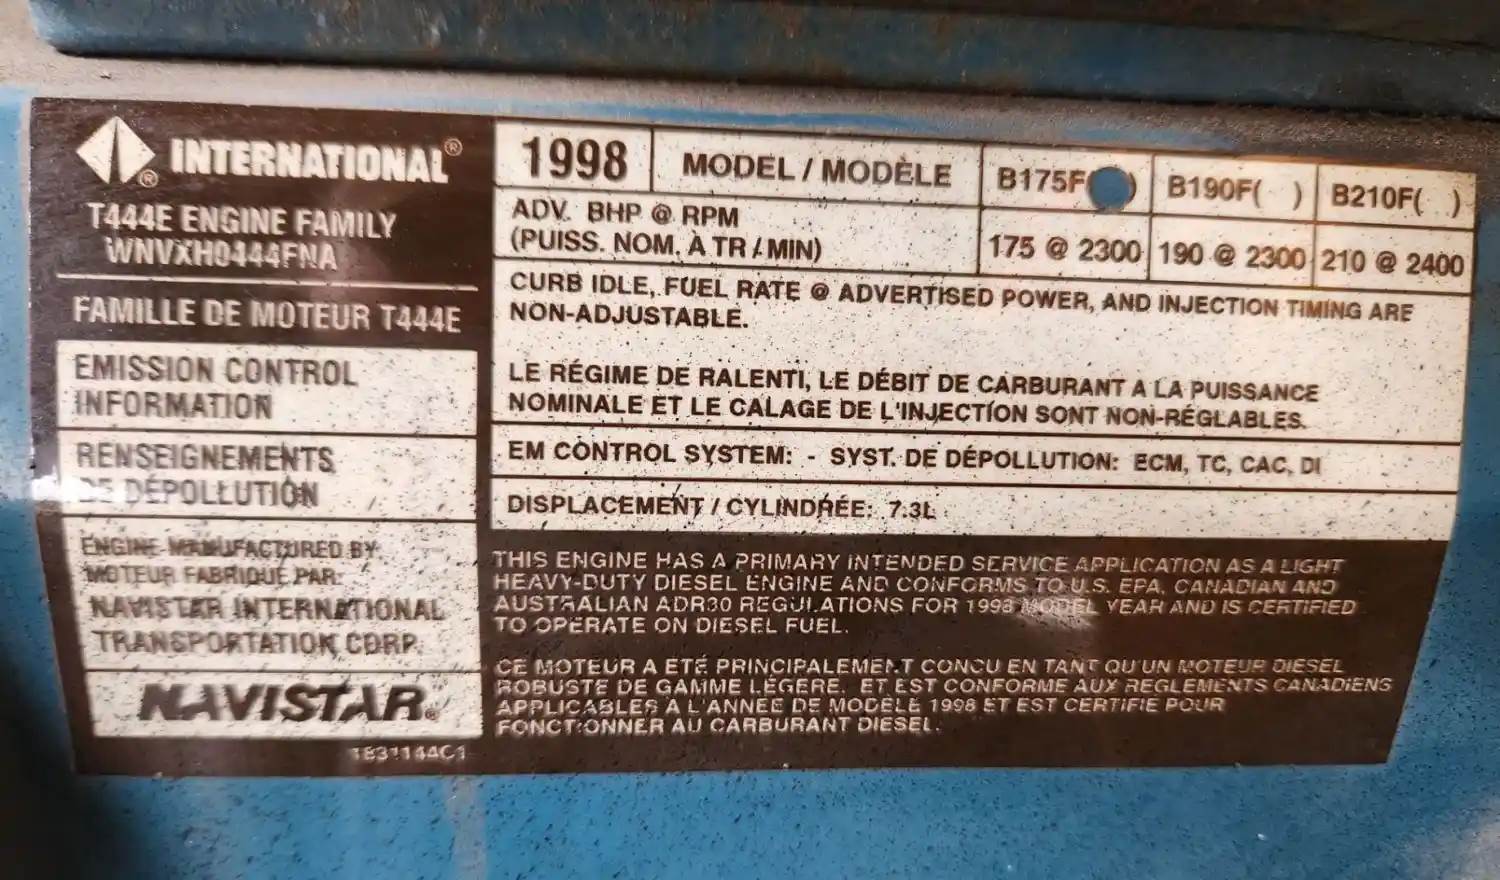 INTERNATIONAL®
T444E ENGINE FAMILY
WNVXH0444FNA
FAMILLE DE MOTEUR T444E
EMISSION CONTROL
INFORMATION
RENSEIGNEMENTS
DE DÉPOLLUTIÓN
ENGINE MANUFACTURED BY:
MOTEUR FABRIQUÉ PAR:
NAVISTAR INTERNATIONAL
TRANSPORTATION CORP.
NAVISTAR®
1831144C1
1998 MODEL / MODÈLE B175F( ) B190F( ) B210F( )
ADV. BHP @ RPM
(PUISS. NOM. À TR / MIN) 175 @ 2300 190 @ 2300 210 @ 2400
CURB IDLE, FUEL RATE @ ADVERTISED POWER, AND INJECTION TIMING ARE
NON-ADJUSTABLE.
LE RÉGIME DE RALENTI, LE DÉBIT DE CARBURANT A LA PUISSANCE
NOMINALE ET LE CALAGE DE L'INJECTION SONT NON-RÉGLABLES.
EM CONTROL SYSTEM: - SYST. DE DÉPOLLUTION: ECM, TC, CAC, DI
DISPLACEMENT / CYLINDRÉE: 7.3L
THIS ENGINE HAS A PRIMARY INTENDED SERVICE APPLICATION AS A LIGHT
HEAVY-DUTY DIESEL ENGINE AND CONFORMS TO U.S. EPA, CANADIAN AND
AUSTRALIAN ADR30 REGULATIONS FOR 1998 MODEL YEAR AND IS CERTIFIED
TO OPERATE ON DIESEL FUEL.
CE MOTEUR A ETÉ PRINCIPALEMENT CONCU EN TANT QU'UN MOTEUR DIESEL
ROBUSTE DE GAMME LÉGERE. ET EST CONFORME AUX REGLEMENTS CANADIENS
APPLICABLES A L'ANNÉE DE MODÈLE 1998 ET EST CERTIFIÉ POUR
FONCTIONNER AU CARBURANT DIESEL.